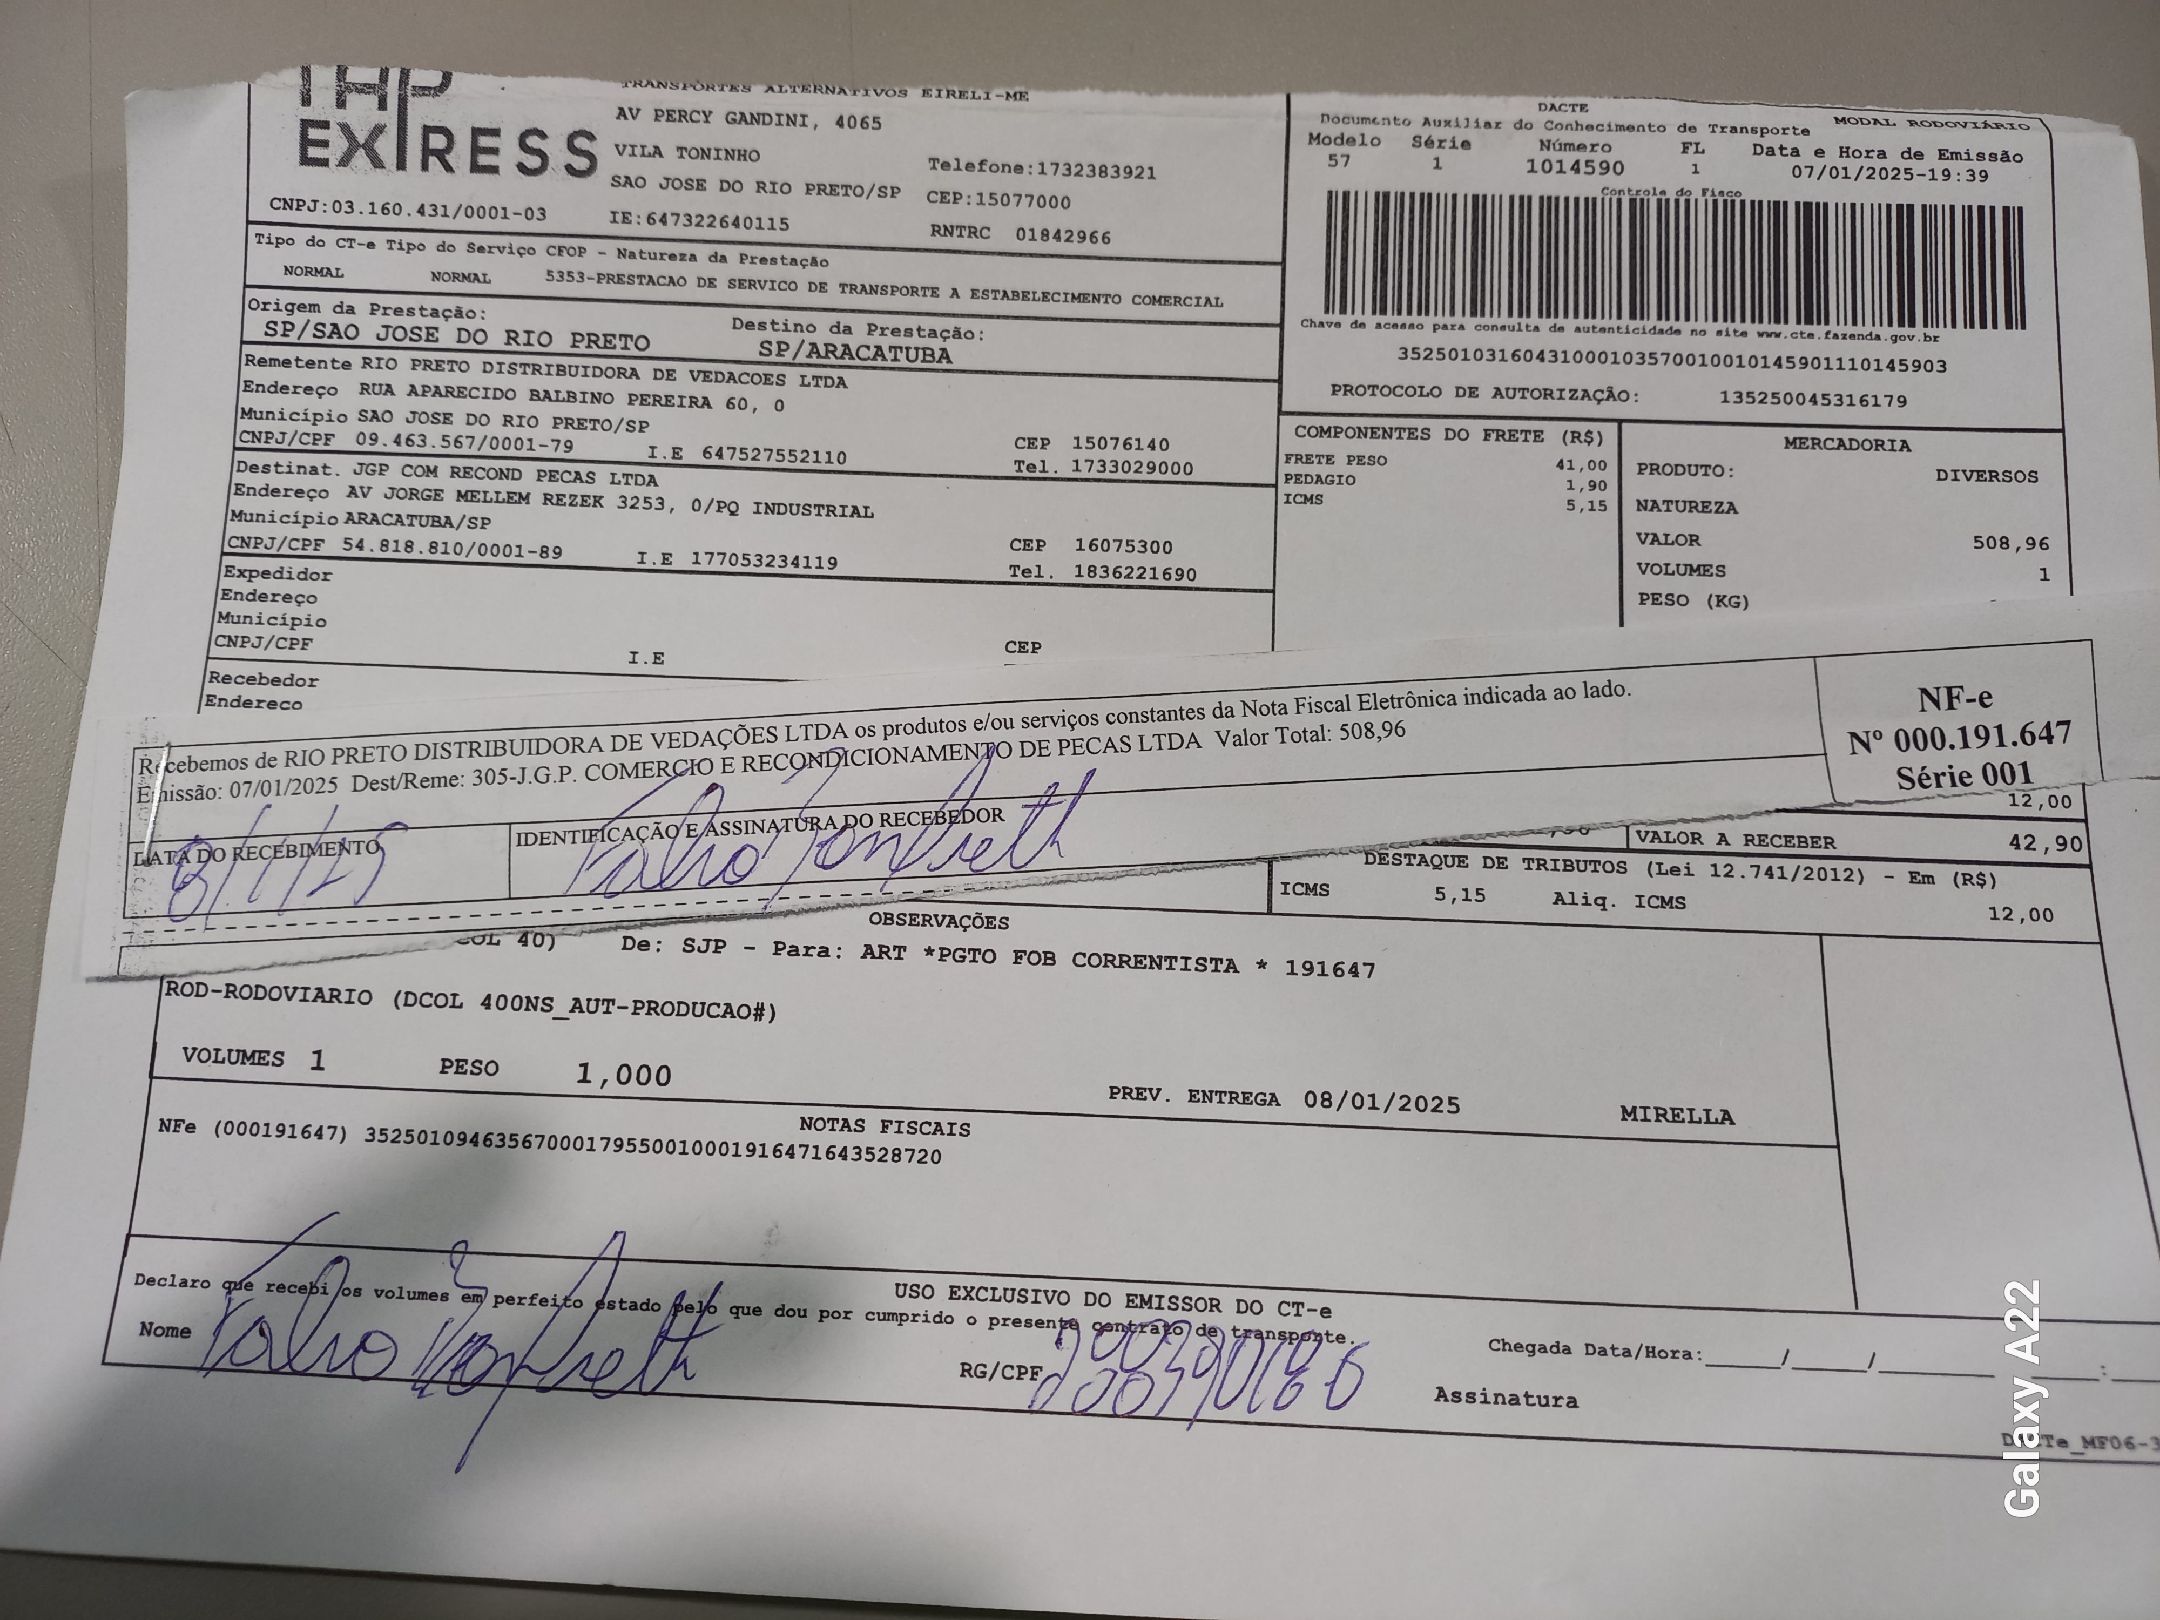 TAP
EXPRESS
TRANSPORTES ALTERNATIVOS EIRELI-ME
AV PERCY GANDINI, 4065
VILA TONINHO
Telefone:1732383921
SAO JOSE DO RIO PRETO/SP CEP:15077000
CNPJ:03.160.431/0001-03 IE:647322640115 RNTRC 01842966
DACTE
Documento Auxiliar do Conhecimento de Transporte MODAL RODOVIÁRIO
Modelo Série Número FL Data e Hora de Emissão
57 1 1014590 1 07/01/2025-19:39
Controle do Fisco
Chave de acesso para consulta de autenticidade no site www.cte.fazenda.gov.br
35250103160431000103570010010145901110145903
PROTOCOLO DE AUTORIZAÇÃO: 135250045316179
Tipo do CT-e Tipo do Serviço CFOP - Natureza da Prestação
NORMAL NORMAL 5353-PRESTACAO DE SERVICO DE TRANSPORTE A ESTABELECIMENTO COMERCIAL
Origem da Prestação: Destino da Prestação:
SP/SAO JOSE DO RIO PRETO SP/ARACATUBA
Remetente RIO PRETO DISTRIBUIDORA DE VEDACOES LTDA
Endereço RUA APARECIDO BALBINO PEREIRA 60, 0
Município SAO JOSE DO RIO PRETO/SP CEP 15076140
CNPJ/CPF 09.463.567/0001-79 I.E 647527552110 Tel. 1733029000
Destinat. JGP COM RECOND PECAS LTDA
Endereço AV JORGE MELLEM REZEK 3253, 0/PQ INDUSTRIAL
Município ARACATUBA/SP CEP 16075300
CNPJ/CPF 54.818.810/0001-89 I.E 177053234119 Tel. 1836221690
Expedidor
Endereço
Município
CNPJ/CPF I.E CEP
Recebedor
Endereco
COMPONENTES DO FRETE (R$)
FRETE PESO 41,00
PEDAGIO 1,90
ICMS 5,15
MERCADORIA
PRODUTO: DIVERSOS
NATUREZA
VALOR 508,96
VOLUMES 1
PESO (KG)
Recebemos de RIO PRETO DISTRIBUIDORA DE VEDAÇÕES LTDA os produtos e/ou serviços constantes da Nota Fiscal Eletrônica indicada ao lado.
Emissão: 07/01/2025 Dest/Reme: 305-J.G.P. COMERCIO E RECONDICIONAMENTO DE PECAS LTDA Valor Total: 508,96
NF-e
Nº 000.191.647
Série 001
DATA DO RECEBIMENTO IDENTIFICAÇÃO E ASSINATURA DO RECEBEDOR
8/1/25
12,00
VALOR A RECEBER 42,90
DESTAQUE DE TRIBUTOS (Lei 12.741/2012) - Em (R$)
ICMS 5,15 Aliq. ICMS 12,00
OBSERVAÇÕES
COL 40) De: SJP - Para: ART *PGTO FOB CORRENTISTA * 191647
ROD-RODOVIARIO (DCOL 400NS_AUT-PRODUCAO#)
VOLUMES 1 PESO 1,000
PREV. ENTREGA 08/01/2025 MIRELLA
NOTAS FISCAIS
NFe (000191647) 35250109463567000179550010001916471643528720
USO EXCLUSIVO DO EMISSOR DO CT-e
Declaro que recebi os volumes em perfeito estado pelo que dou por cumprido o presente contrato de transporte.
Nome RG/CPF
Chegada Data/Hora:_____/_____/________ ____:____
Assinatura
Galaxy A22